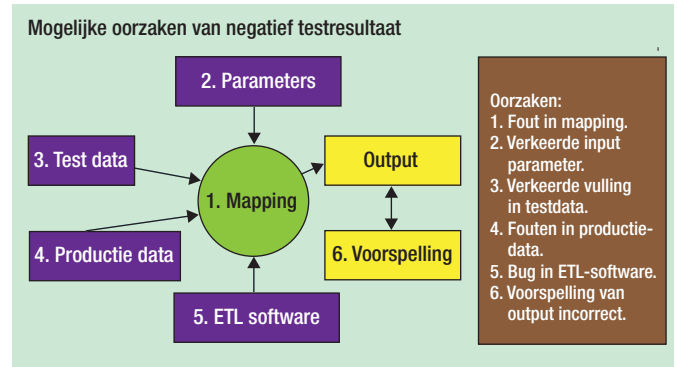 Mogelijke oorzaken van negatief testresultaat
2. Parameters
3. Test data
Output
1. Mapping
4. Productie data
6. Voorspelling
5. ETL software
Oorzaken:
1. Fout in mapping.
2. Verkeerde input
parameter.
3. Verkeerde vulling
in testdata.
4. Fouten in productie-
data.
5. Bug in ETL-software.
6. Voorspelling van
output incorrect.